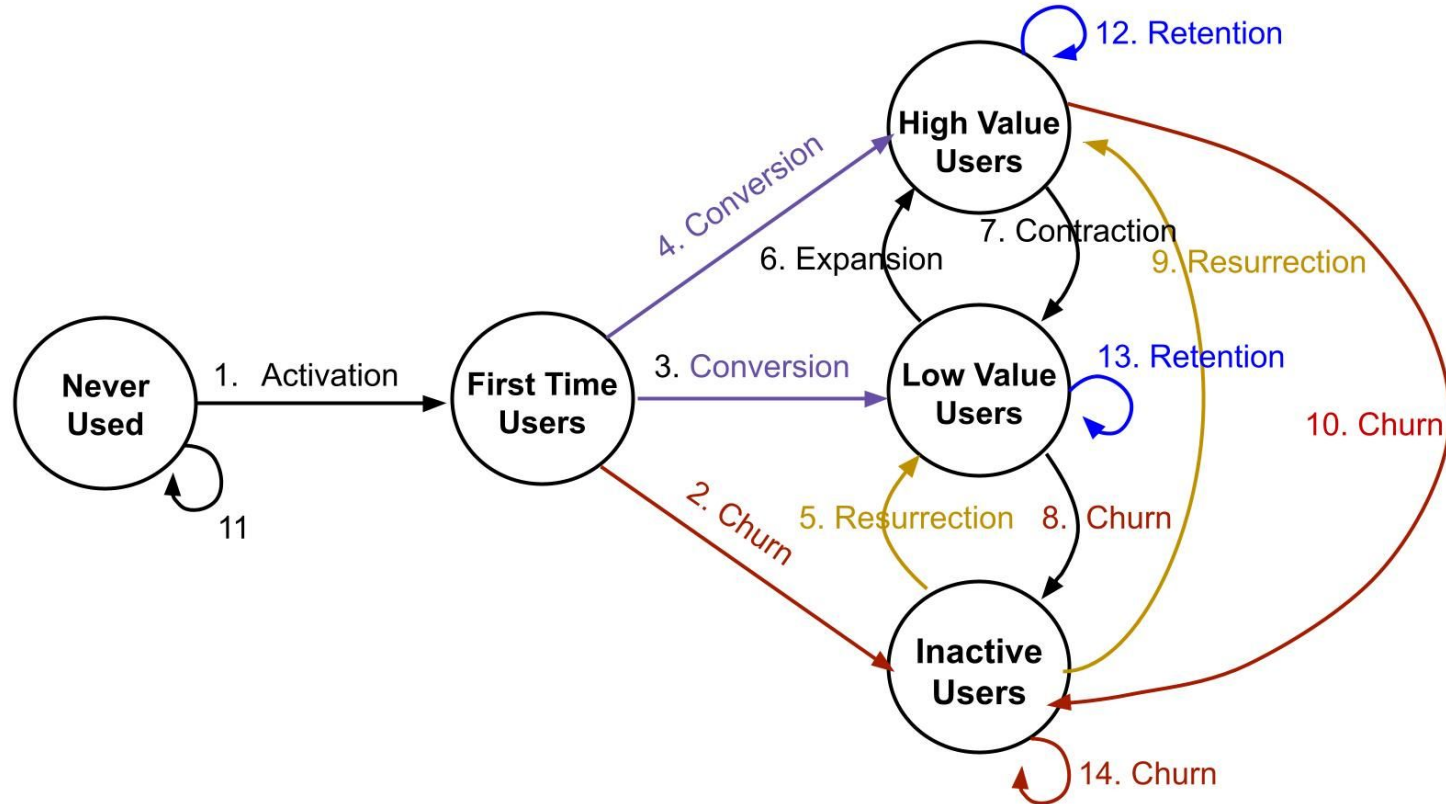 12. Retention
High Value
Users
4. Conversion
7. Contraction
6. Expansion
9. Resurrection
Never
Used
1. Activation
First Time
Users
3. Conversion
Low Value
Users
13. Retention
10. Churn
11
2. Churn
5. Resurrection
8. Churn
Inactive
Users
14. Churn